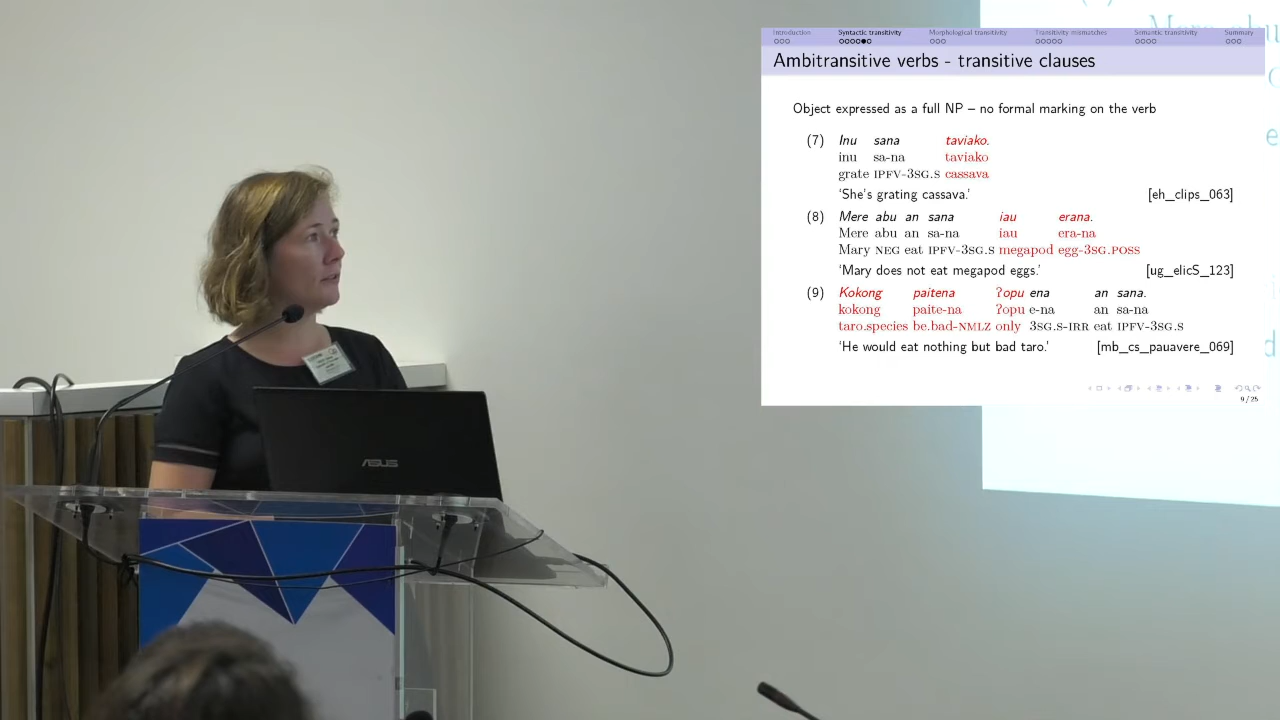 Introduction Syntactic transitivity Morphological transitivity Transitivity mismatches Semantic transitivity Summary
Ambitransitive verbs - transitive clauses
Object expressed as a full NP – no formal marking on the verb
(7) Inu sana taviako.
inu sa-na taviako
grate IPFV-3SG.S cassava
‘She's grating cassava.’ [eh_clips_063]
(8) Mere abu an sana iau erana.
Mere abu an sa-na iau era-na
Mary NEG eat IPFV-3SG.S megapod egg-3SG.POSS
‘Mary does not eat megapod eggs.’ [ug_elicS_123]
(9) Kokong paitena ʔopu ena an sana.
kokong paite-na ʔopu e-na an sa-na
taro.species be.bad-NMLZ only 3SG.S-IRR eat IPFV-3SG.S
‘He would eat nothing but bad taro.’ [mb_cs_pauavere_069]
9 / 25
ASUS